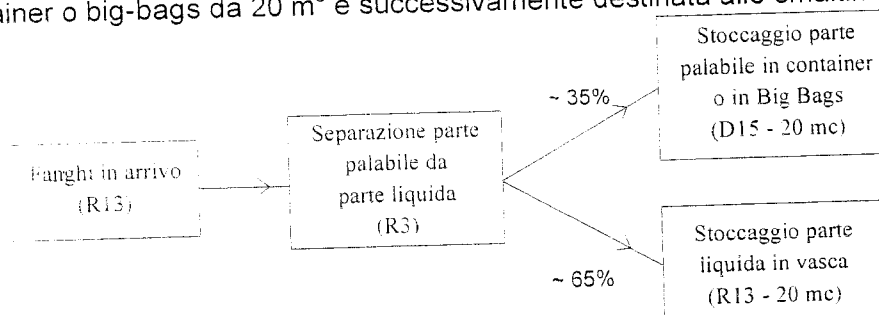 o big-bags da 20 m³ e successivamente destinata allo
Fanghi in arrivo
(R13)
Separazione parte
palabile da
parte liquida
(R3)
~ 35%
Stoccaggio parte
palabile in container
o in Big Bags
(D15 - 20 mc)
~ 65%
Stoccaggio parte
liquida in vasca
(R13 - 20 mc)